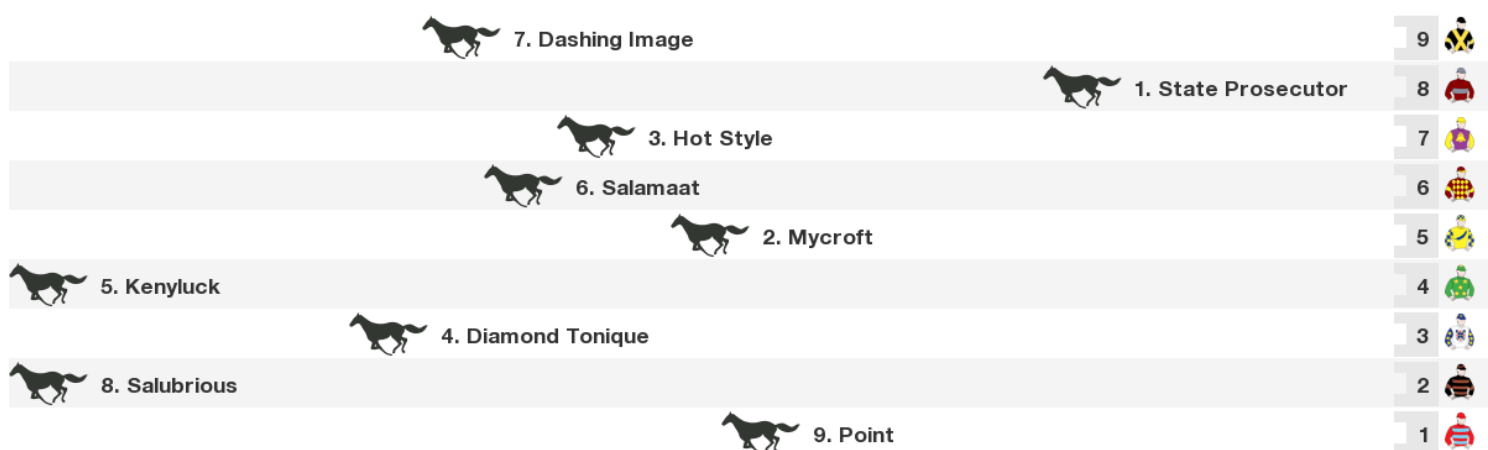 7. Dashing Image 9
1. State Prosecutor 8
3. Hot Style 7
6. Salamaat 6
2. Mycroft 5
5. Kenyluck 4
4. Diamond Tonique 3
8. Salubrious 2
9. Point 1